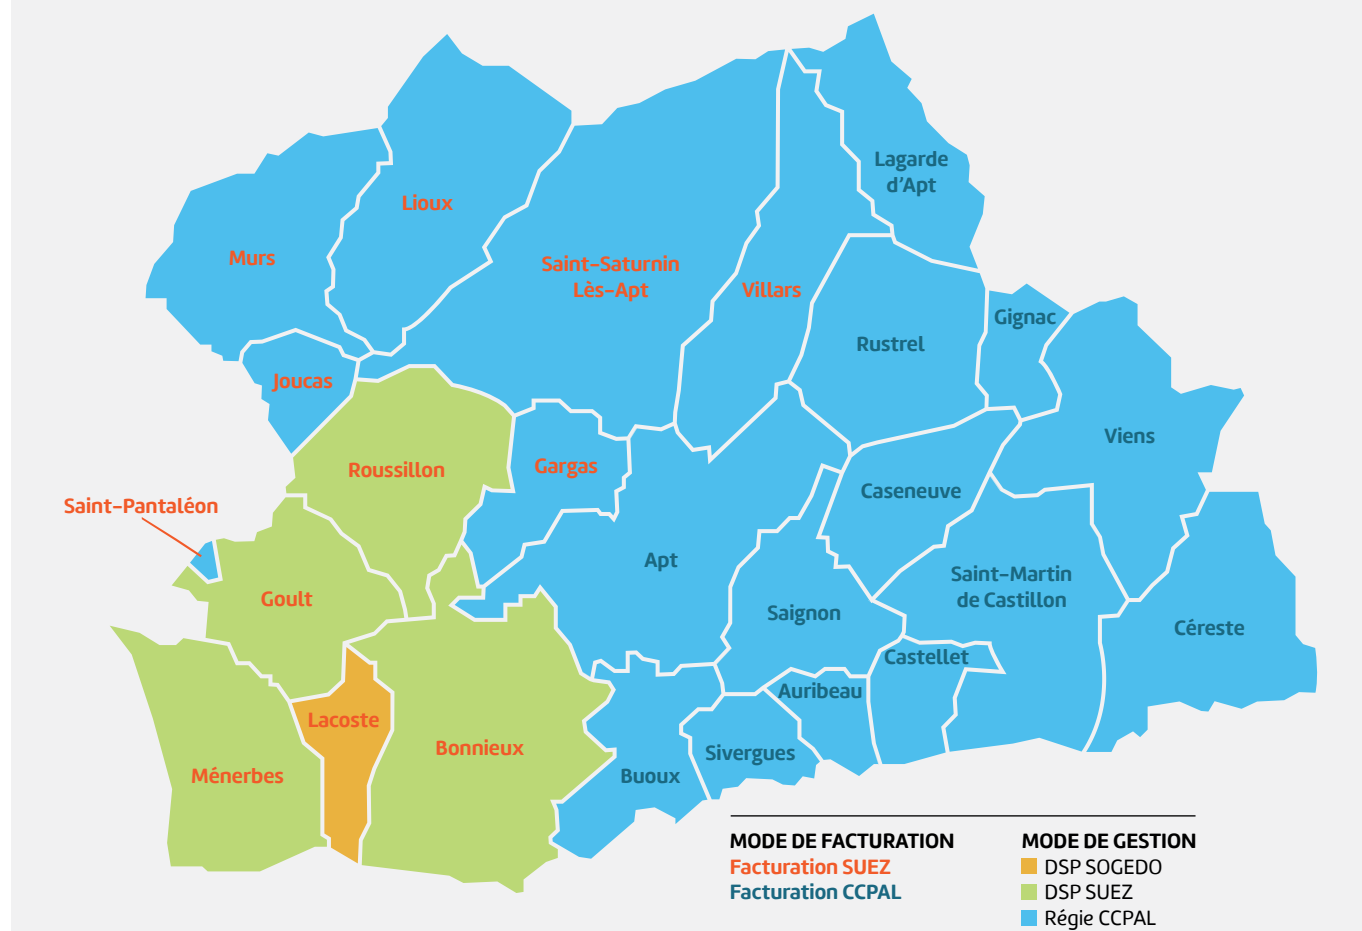 Lagarde
d'Apt
Lioux
Murs
Saint-Saturnin
Lès-Apt
Villars
Gignac
Rustrel
Joucas
Viens
Roussillon
Gargas
Caseneuve
Saint-Pantaléon
Apt
Saint-Martin
de Castillon
Goult
Saignon
Céreste
Castellet
Auribeau
Lacoste
Bonnieux
Sivergues
Ménerbes
Buoux
MODE DE FACTURATION
Facturation SUEZ
Facturation CCPAL
MODE DE GESTION
DSP SOGEDO
DSP SUEZ
Régie CCPAL